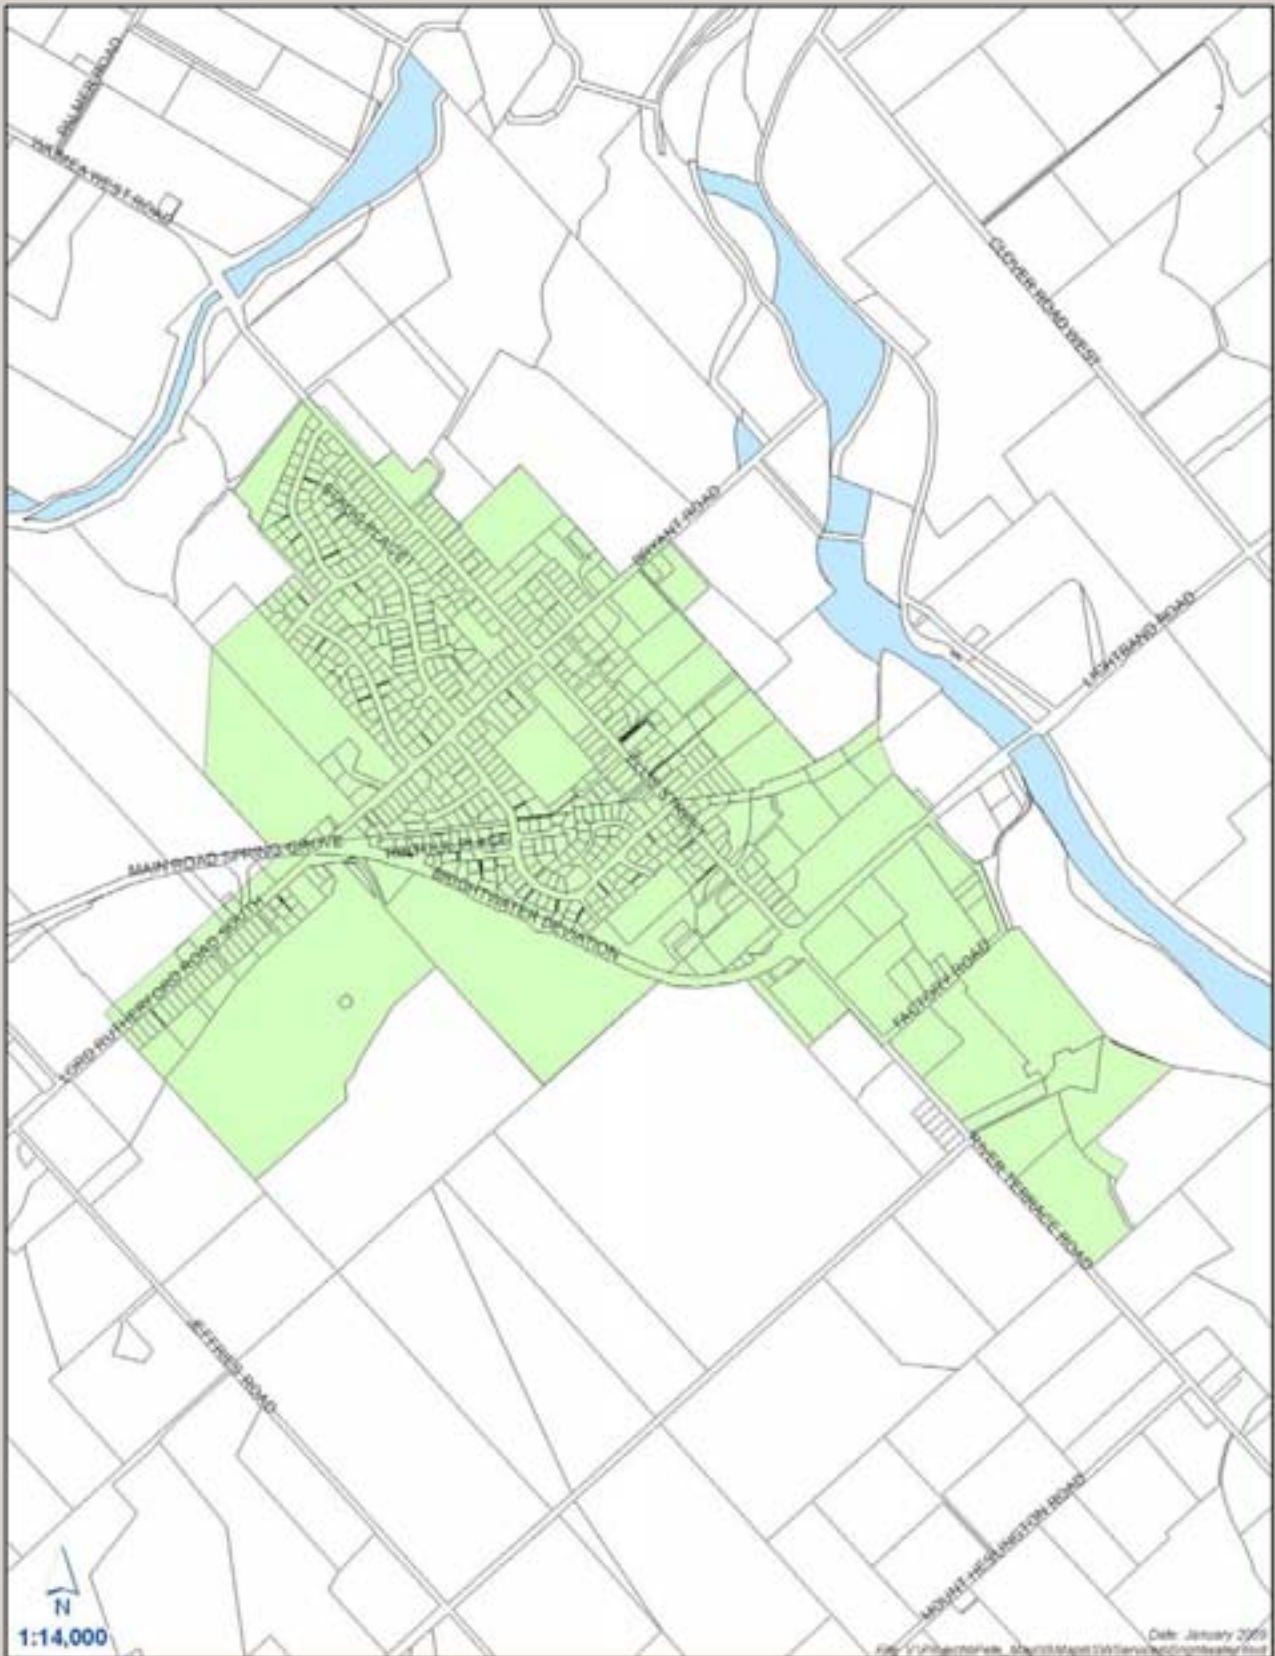 PALMER ROAD
WAIMEA WEST ROAD
CLOVER ROAD WEST
BRYANT ROAD
LIGHTBAND ROAD
ELLIS STREET
MAIN ROAD SPRING GROVE
PLACE
BRIGHTWATER DEVIATION
LORD RUTHERFORD ROAD SOUTH
FACTORY ROAD
RIVER TERRACE ROAD
JEFFRIES ROAD
MOUNT HESLINGTON ROAD
N
1:14,000
Date: January 2009